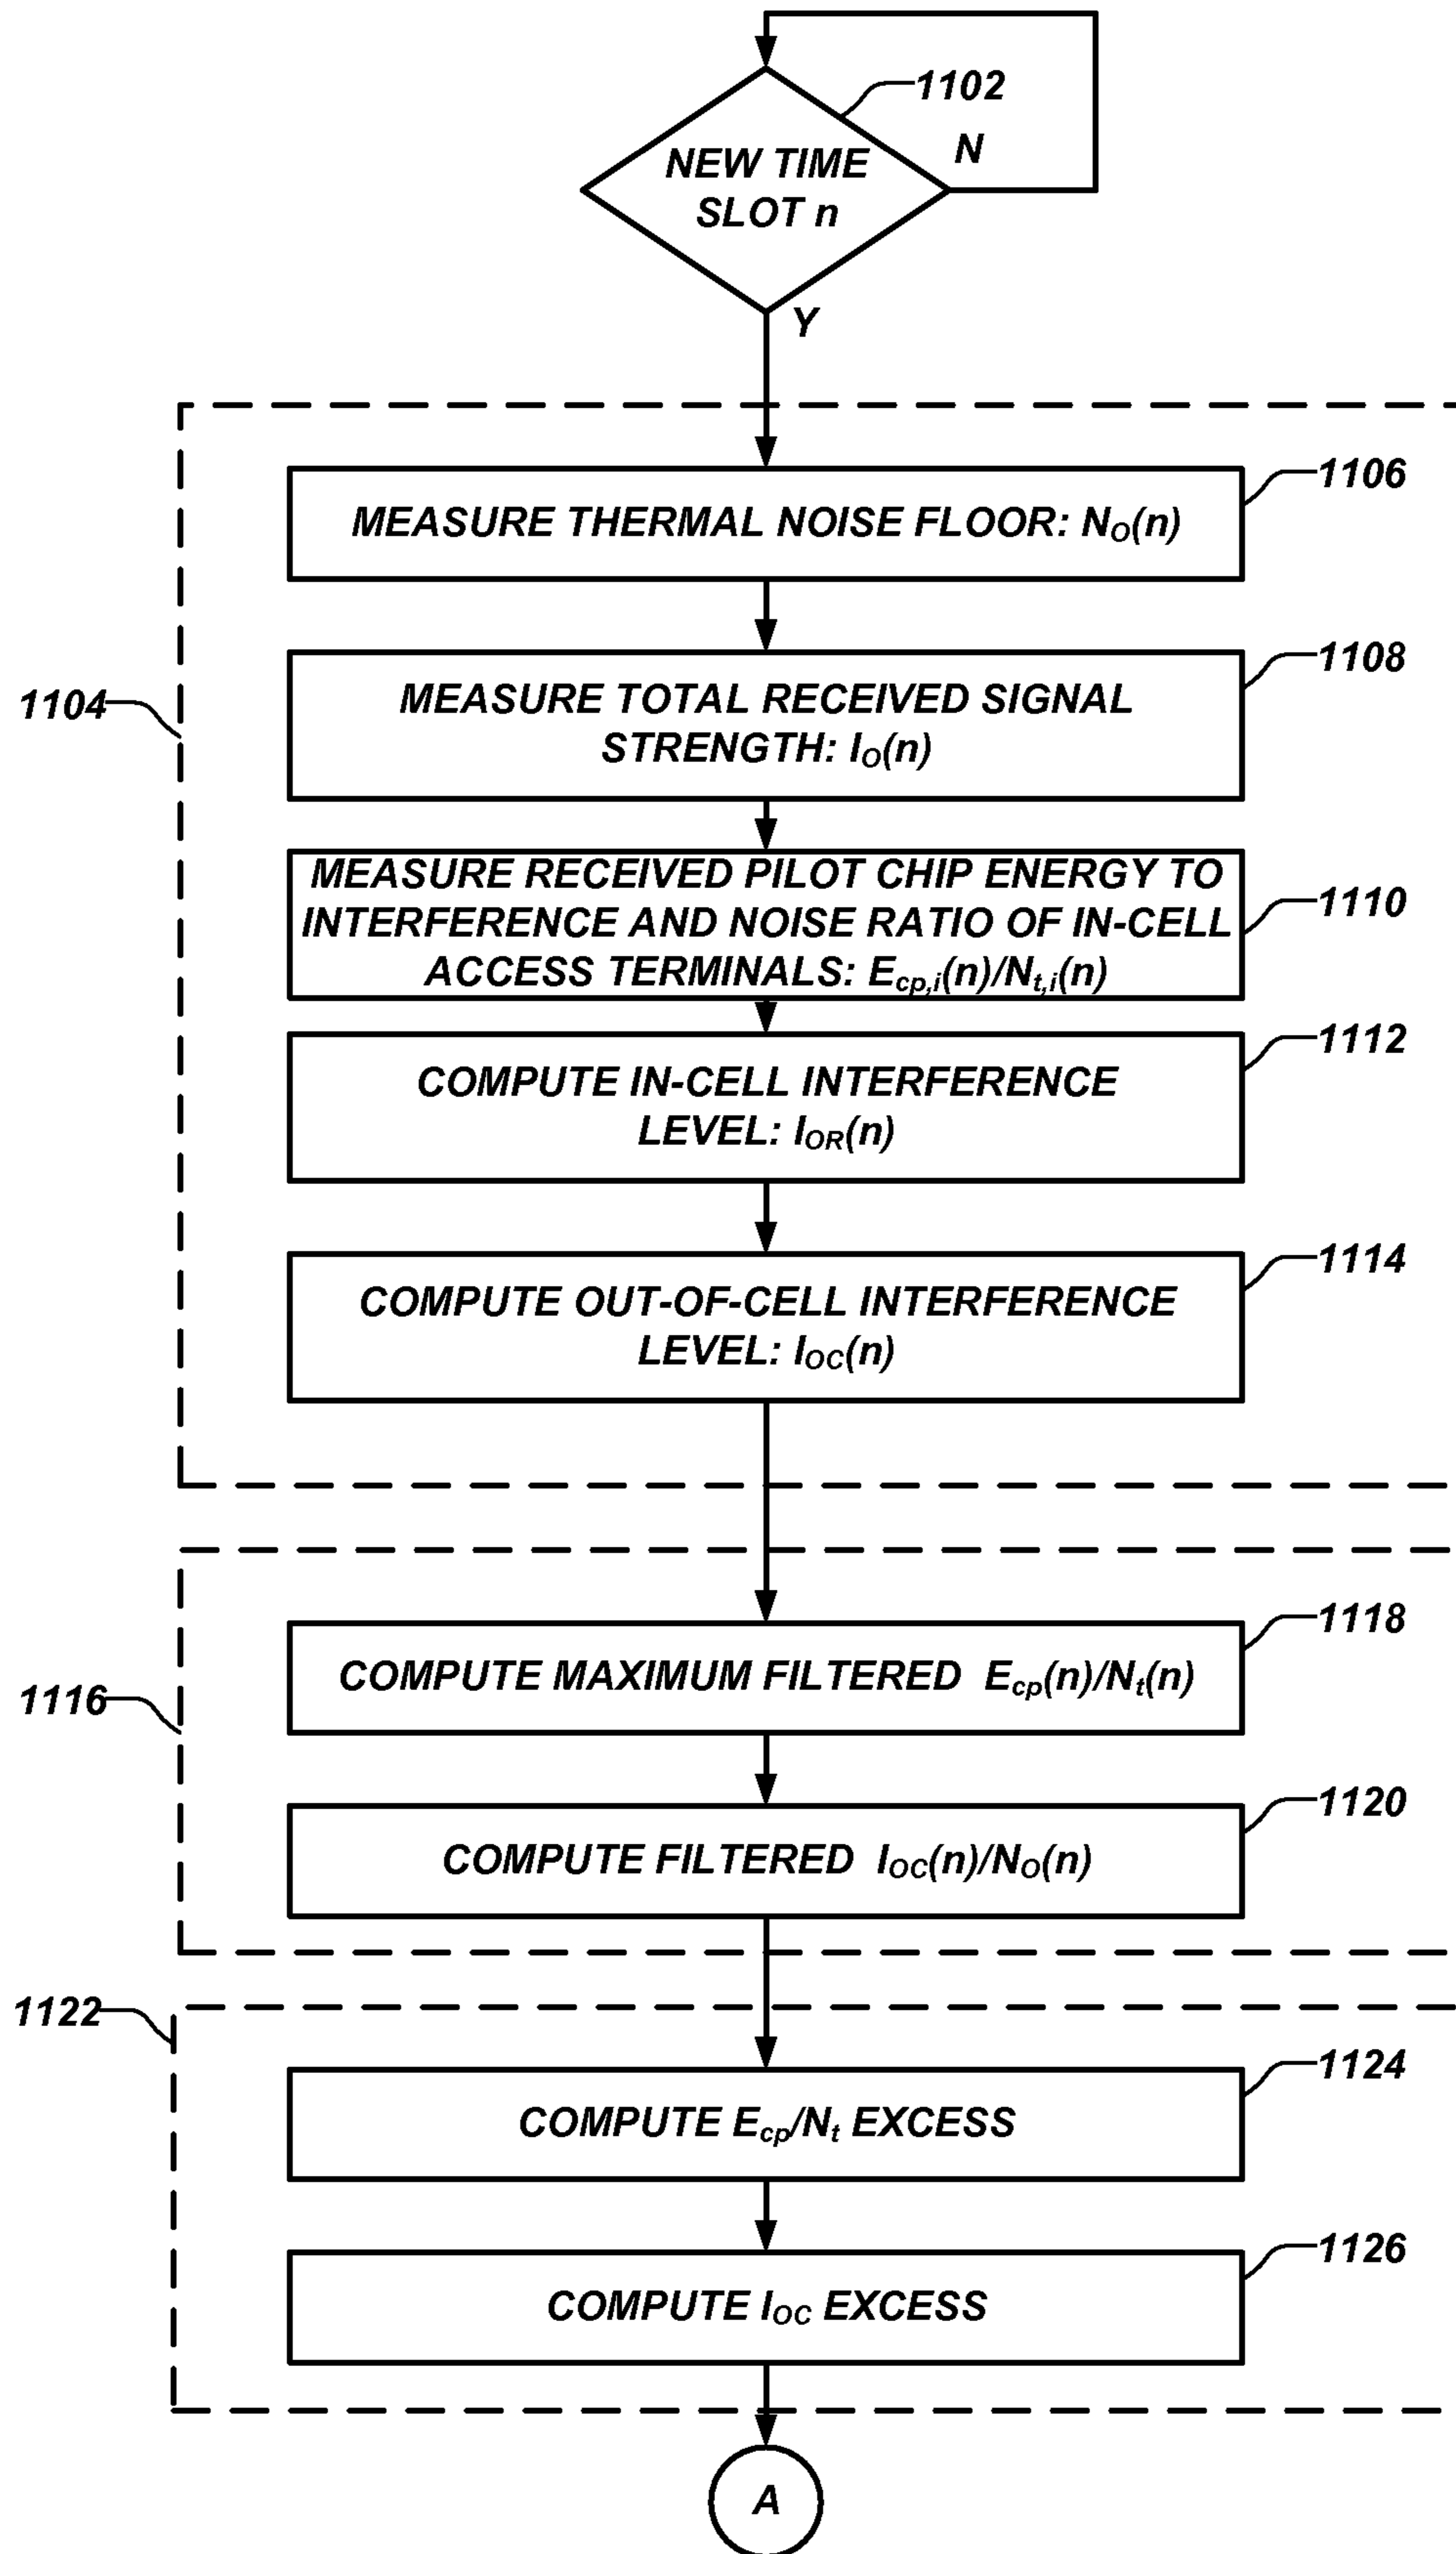 1102
NEW TIME
SLOT n
N
Y
1104
MEASURE THERMAL NOISE FLOOR: NO(n)
1106
MEASURE TOTAL RECEIVED SIGNAL
STRENGTH: IO(n)
1108
MEASURE RECEIVED PILOT CHIP ENERGY TO
INTERFERENCE AND NOISE RATIO OF IN-CELL
ACCESS TERMINALS: Ecp,i(n)/Nt,i(n)
1110
COMPUTE IN-CELL INTERFERENCE
LEVEL: IOR(n)
1112
COMPUTE OUT-OF-CELL INTERFERENCE
LEVEL: IOC(n)
1114
1116
COMPUTE MAXIMUM FILTERED Ecp(n)/Nt(n)
1118
COMPUTE FILTERED IOC(n)/NO(n)
1120
1122
COMPUTE Ecp/Nt EXCESS
1124
COMPUTE IOC EXCESS
1126
A